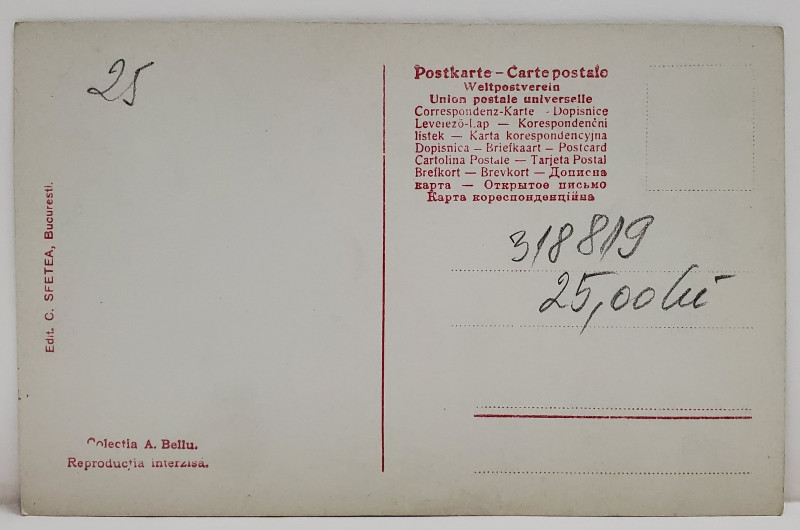 25
Postkarte – Carte postale
Weltpostverein
Union postale universelle
Correspondenz-Karte - Dopisnice
Levelező-Lap — Korespondenční
lístek — Karta korespondencyjna
Dopisnica – Briefkaart – Postcard
Cartolina Postale — Tarjeta Postal
Brefkort — Brevkort — Дописна
карта — Открытое письмо
Карта кореспонденційна
318819
25,00 lei
Edit. C. SFETEA, Bucuresti.
Colectia A. Bellu.
Reproducția interzisă.